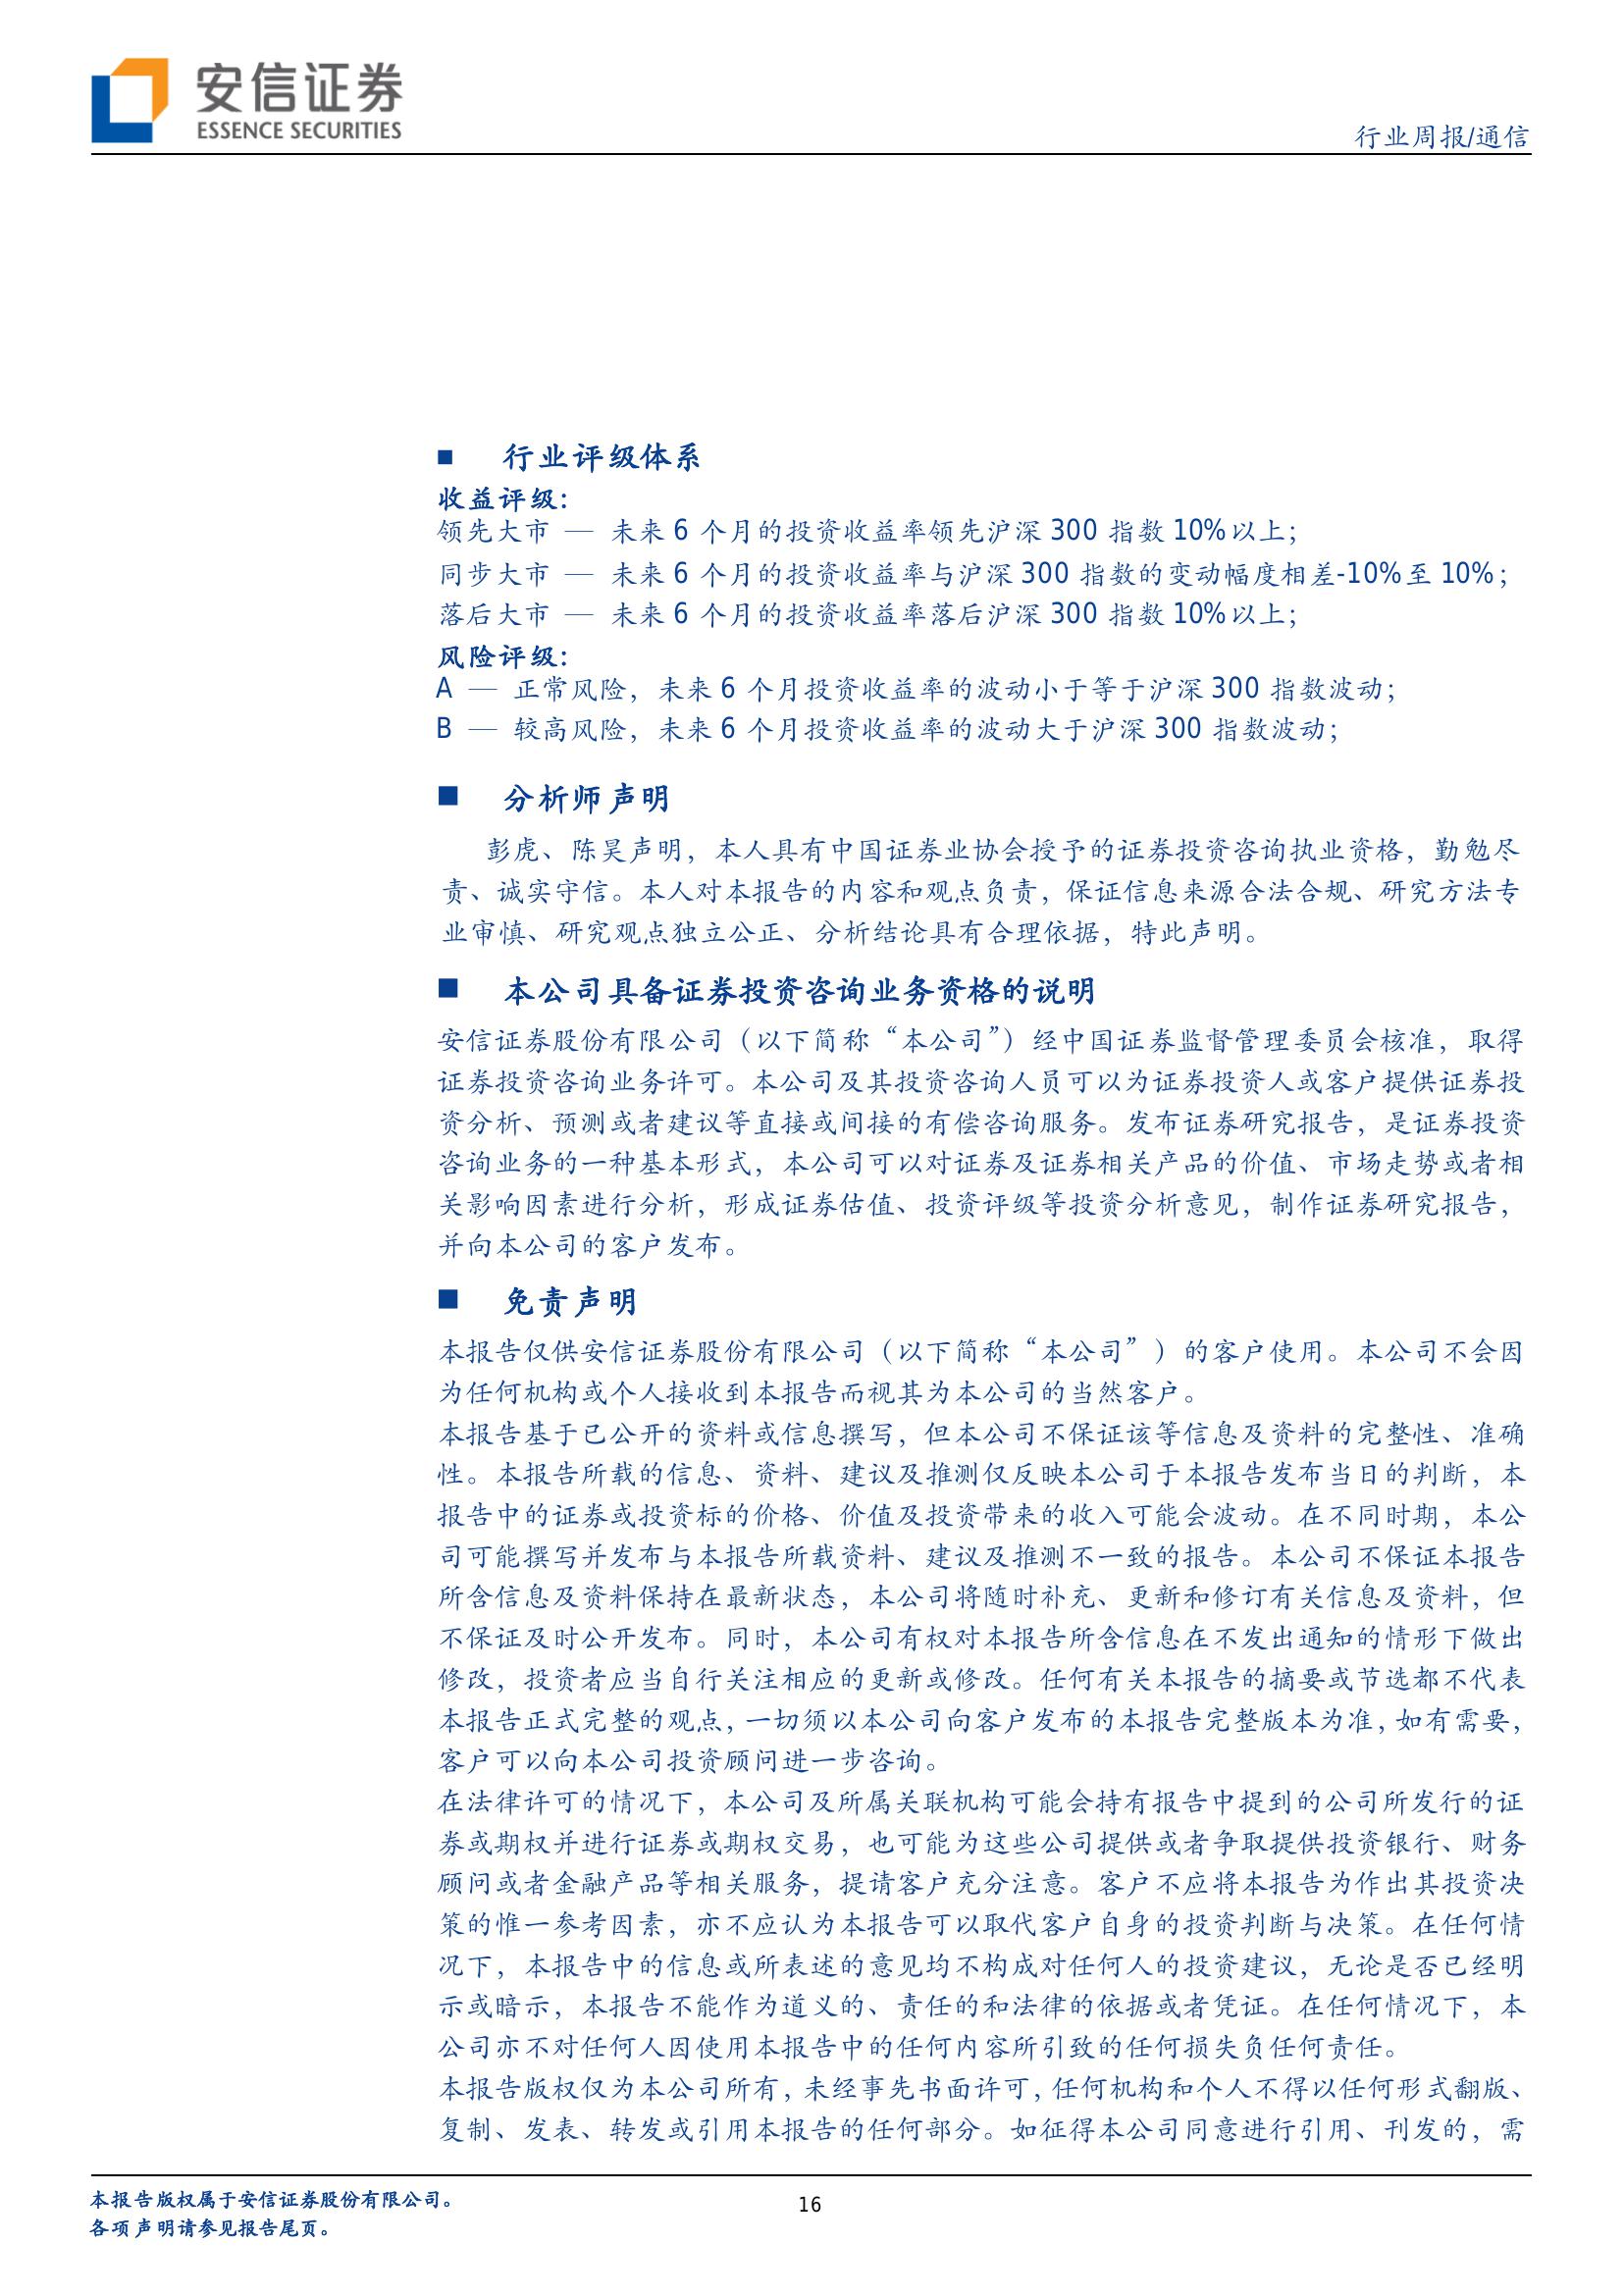 安信证券
ESSENCE SECURITIES
行业周报/通信
■ 行业评级体系
收益评级：
领先大市 — 未来 6 个月的投资收益率领先沪深 300 指数 10%以上；
同步大市 — 未来 6 个月的投资收益率与沪深 300 指数的变动幅度相差-10%至 10%；
落后大市 — 未来 6 个月的投资收益率落后沪深 300 指数 10%以上；
风险评级：
A — 正常风险，未来 6 个月投资收益率的波动小于等于沪深 300 指数波动；
B — 较高风险，未来 6 个月投资收益率的波动大于沪深 300 指数波动；
■ 分析师声明
彭虎、陈昊声明，本人具有中国证券业协会授予的证券投资咨询执业资格，勤勉尽
责、诚实守信。本人对本报告的内容和观点负责，保证信息来源合法合规、研究方法专
业审慎、研究观点独立公正、分析结论具有合理依据，特此声明。
■ 本公司具备证券投资咨询业务资格的说明
安信证券股份有限公司（以下简称“本公司”）经中国证券监督管理委员会核准，取得
证券投资咨询业务许可。本公司及其投资咨询人员可以为证券投资人或客户提供证券投
资分析、预测或者建议等直接或间接的有偿咨询服务。发布证券研究报告，是证券投资
咨询业务的一种基本形式，本公司可以对证券及证券相关产品的价值、市场走势或者相
关影响因素进行分析，形成证券估值、投资评级等投资分析意见，制作证券研究报告，
并向本公司的客户发布。
■ 免责声明
本报告仅供安信证券股份有限公司（以下简称“本公司”）的客户使用。本公司不会因
为任何机构或个人接收到本报告而视其为本公司的当然客户。
本报告基于已公开的资料或信息撰写，但本公司不保证该等信息及资料的完整性、准确
性。本报告所载的信息、资料、建议及推测仅反映本公司于本报告发布当日的判断，本
报告中的证券或投资标的价格、价值及投资带来的收入可能会波动。在不同时期，本公
司可能撰写并发布与本报告所载资料、建议及推测不一致的报告。本公司不保证本报告
所含信息及资料保持在最新状态，本公司将随时补充、更新和修订有关信息及资料，但
不保证及时公开发布。同时，本公司有权对本报告所含信息在不发出通知的情形下做出
修改，投资者应当自行关注相应的更新或修改。任何有关本报告的摘要或节选都不代表
本报告正式完整的观点，一切须以本公司向客户发布的本报告完整版本为准，如有需要，
客户可以向本公司投资顾问进一步咨询。
在法律许可的情况下，本公司及所属关联机构可能会持有报告中提到的公司所发行的证
券或期权并进行证券或期权交易，也可能为这些公司提供或者争取提供投资银行、财务
顾问或者金融产品等相关服务，提请客户充分注意。客户不应将本报告为作出其投资决
策的惟一参考因素，亦不应认为本报告可以取代客户自身的投资判断与决策。在任何情
况下，本报告中的信息或所表述的意见均不构成对任何人的投资建议，无论是否已经明
示或暗示，本报告不能作为道义的、责任的和法律的依据或者凭证。在任何情况下，本
公司亦不对任何人因使用本报告中的任何内容所引致的任何损失负任何责任。
本报告版权仅为本公司所有，未经事先书面许可，任何机构和个人不得以任何形式翻版、
复制、发表、转发或引用本报告的任何部分。如征得本公司同意进行引用、刊发的，需
本报告版权属于安信证券股份有限公司。
16
各项声明请参见报告尾页。